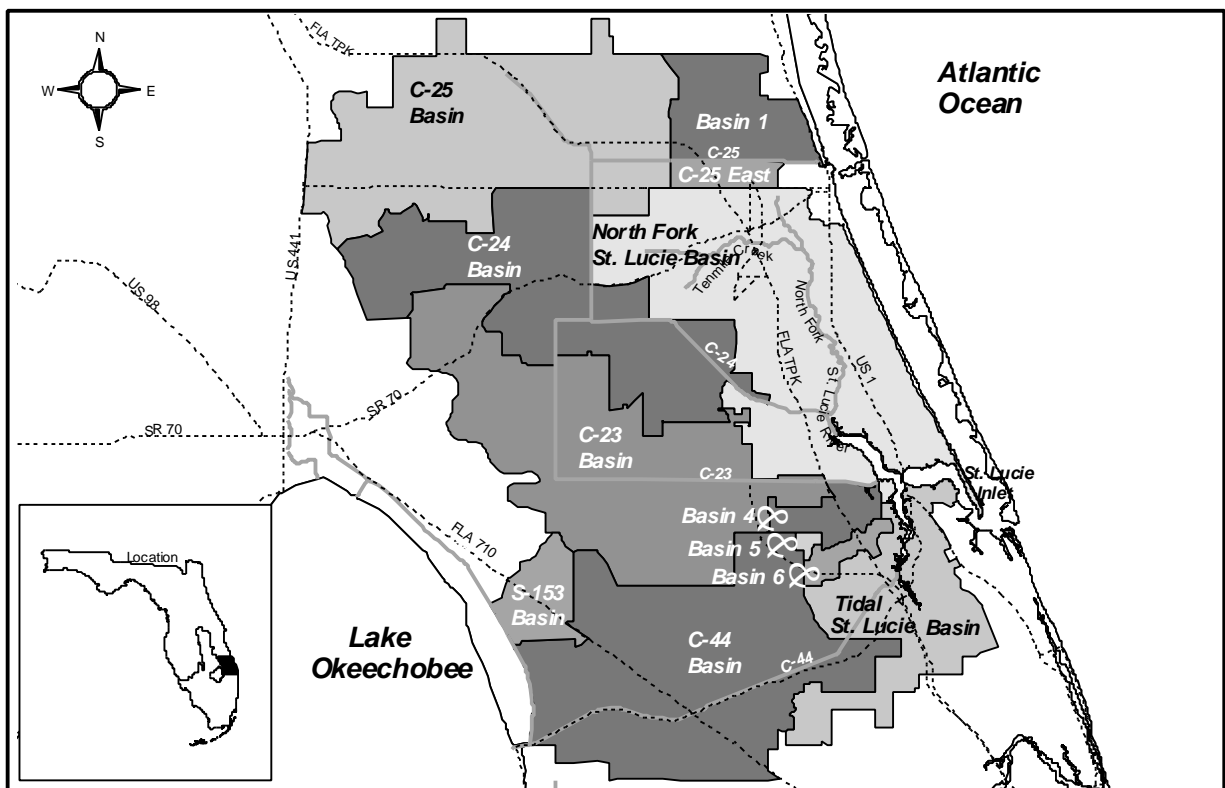 FLA TPK
N
W
E
S
Atlantic
Ocean
C-25
Basin
Basin 1
C-25
C-25 East
North Fork
St. Lucie Basin
C-24
Basin
Tenmile Creek
US 441
US 98
North Fork
St. Lucie River
FLA TPK
US 1
C-24
SR 70
SR 70
C-23
Basin
C-23
St. Lucie
Inlet
Basin 4
Basin 5
Basin 6
FLA 710
Location
S-153
Basin
Tidal
St. Lucie Basin
Lake
Okeechobee
C-44
Basin
C-44